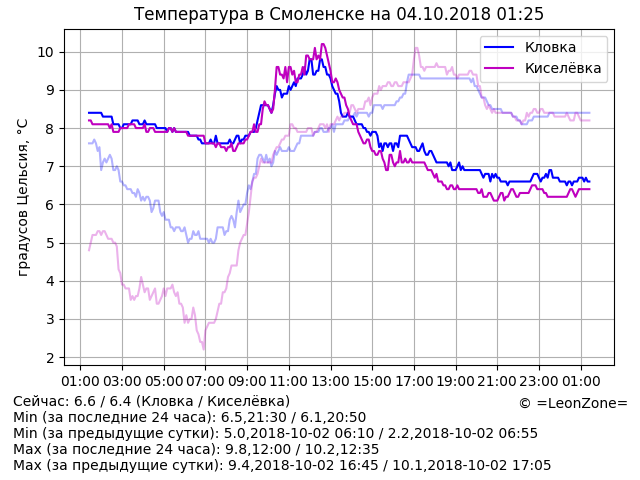 Температура в Смоленске на 04.10.2018 01:25
Кловка
Киселёвка
градусов Цельсия, °C
10
9
8
7
6
5
4
3
2
01:00 03:00 05:00 07:00 09:00 11:00 13:00 15:00 17:00 19:00 21:00 23:00 01:00
Сейчас: 6.6 / 6.4 (Кловка / Киселёвка)
© =LeonZone=
Min (за последние 24 часа): 6.5,21:30 / 6.1,20:50
Min (за предыдущие сутки): 5.0,2018-10-02 06:10 / 2.2,2018-10-02 06:55
Max (за последние 24 часа): 9.8,12:00 / 10.2,12:35
Max (за предыдущие сутки): 9.4,2018-10-02 16:45 / 10.1,2018-10-02 17:05